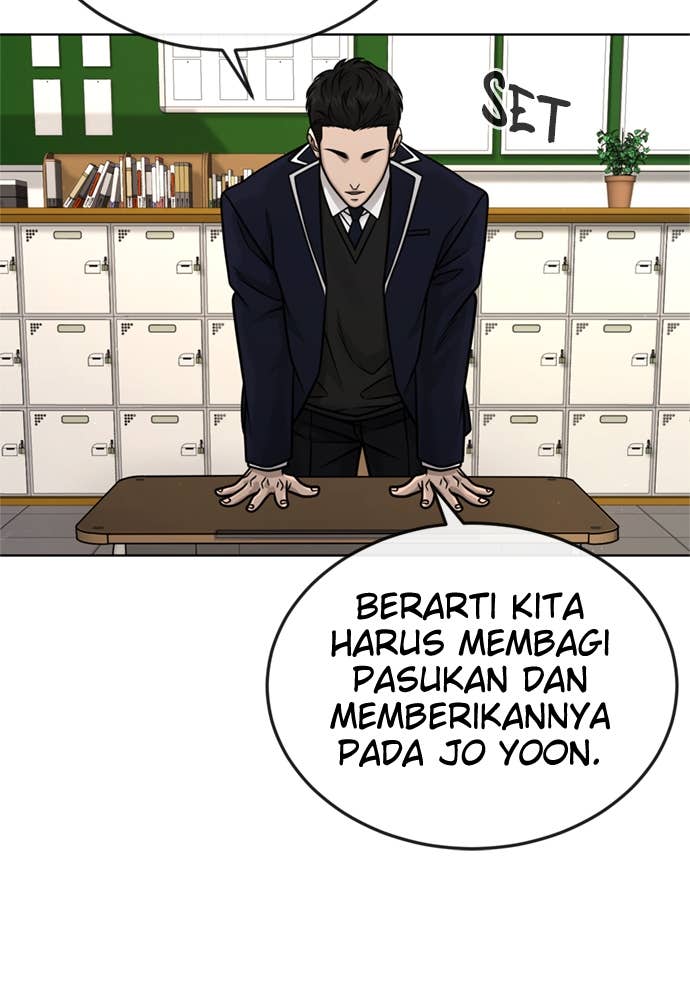 SET
BERARTI KITA
HARUS MEMBAGI
PASUKAN DAN
MEMBERIKANNYA
PADA JO YOON.